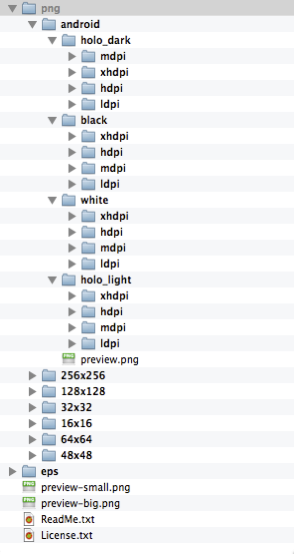 png
android
holo_dark
mdpi
xhdpi
hdpi
ldpi
black
xhdpi
hdpi
mdpi
ldpi
white
xhdpi
hdpi
mdpi
ldpi
holo_light
xhdpi
hdpi
mdpi
ldpi
preview.png
256x256
128x128
32x32
16x16
64x64
48x48
eps
preview-small.png
preview-big.png
ReadMe.txt
License.txt